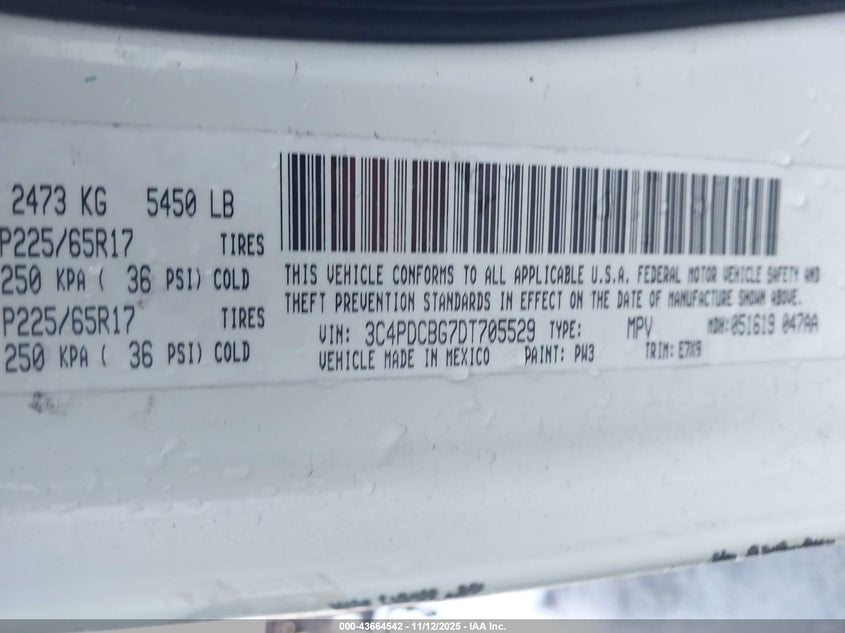 2473 KG 5450 LB
P225/65R17 TIRES
250 KPA ( 36 PSI) COLD
P225/65R17 TIRES
250 KPA ( 36 PSI) COLD
THIS VEHICLE CONFORMS TO ALL APPLICABLE U.S.A. FEDERAL MOTOR VEHICLE SAFETY AND
THEFT PREVENTION STANDARDS IN EFFECT ON THE DATE OF MANUFACTURE SHOWN ABOVE.
VIN: 3C4PDCBG7DT705529 TYPE: MPV MDH:051619 047AA
VEHICLE MADE IN MEXICO PAINT: PW3 TRIM: E7X9
000-43664542 - 11/12/2025 - IAA Inc.